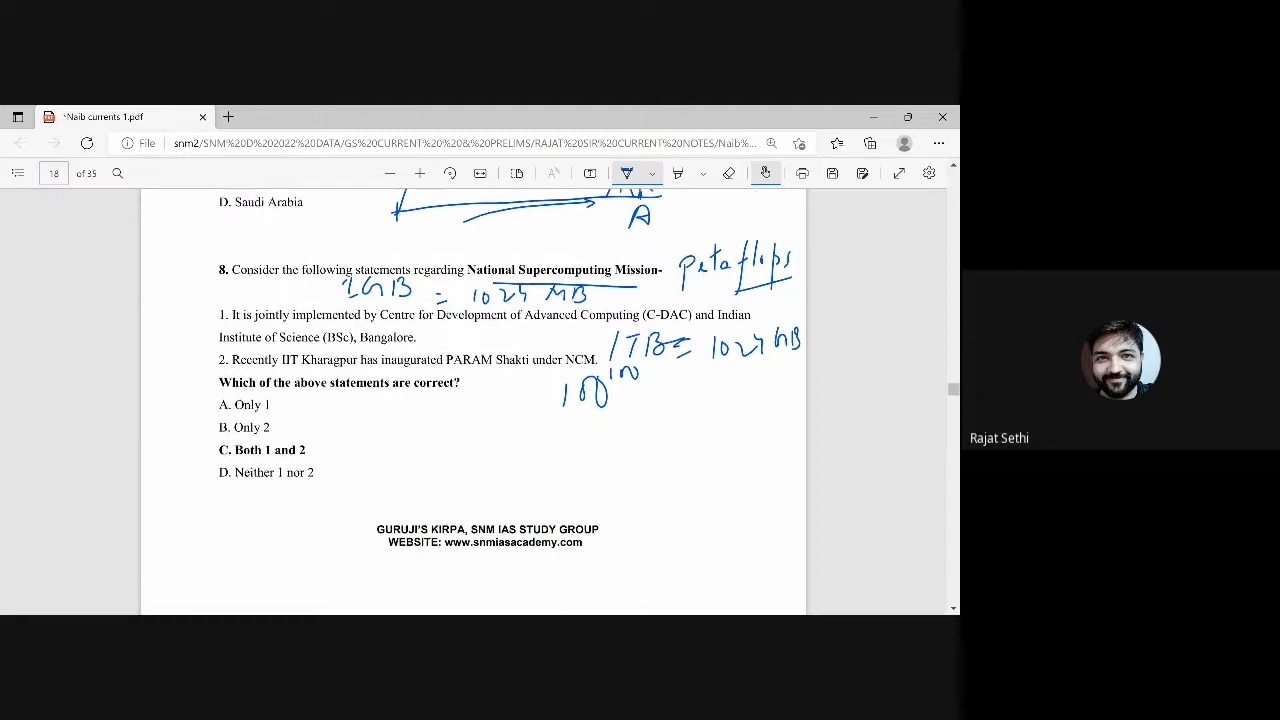 *Naib currents 1.pdf
File
snm2/SNM%20D%202022%20DATA/GS%20CURRENT%20%20&%20PRELIMS/RAJAT%20SIR%20CURRENT%20NOTES/Naib%...
18 of 35
D. Saudi Arabia
A
petaflops
8. Consider the following statements regarding National Supercomputing Mission-
1GB = 1024 MB
1. It is jointly implemented by Centre for Development of Advanced Computing (C-DAC) and Indian
Institute of Science (BSc), Bangalore.
1TB = 1024 GB
2. Recently IIT Kharagpur has inaugurated PARAM Shakti under NCM.
100
100
Which of the above statements are correct?
A. Only 1
B. Only 2
C. Both 1 and 2
D. Neither 1 nor 2
GURUJI'S KIRPA, SNM IAS STUDY GROUP
WEBSITE: www.snmiasacademy.com
Rajat Sethi